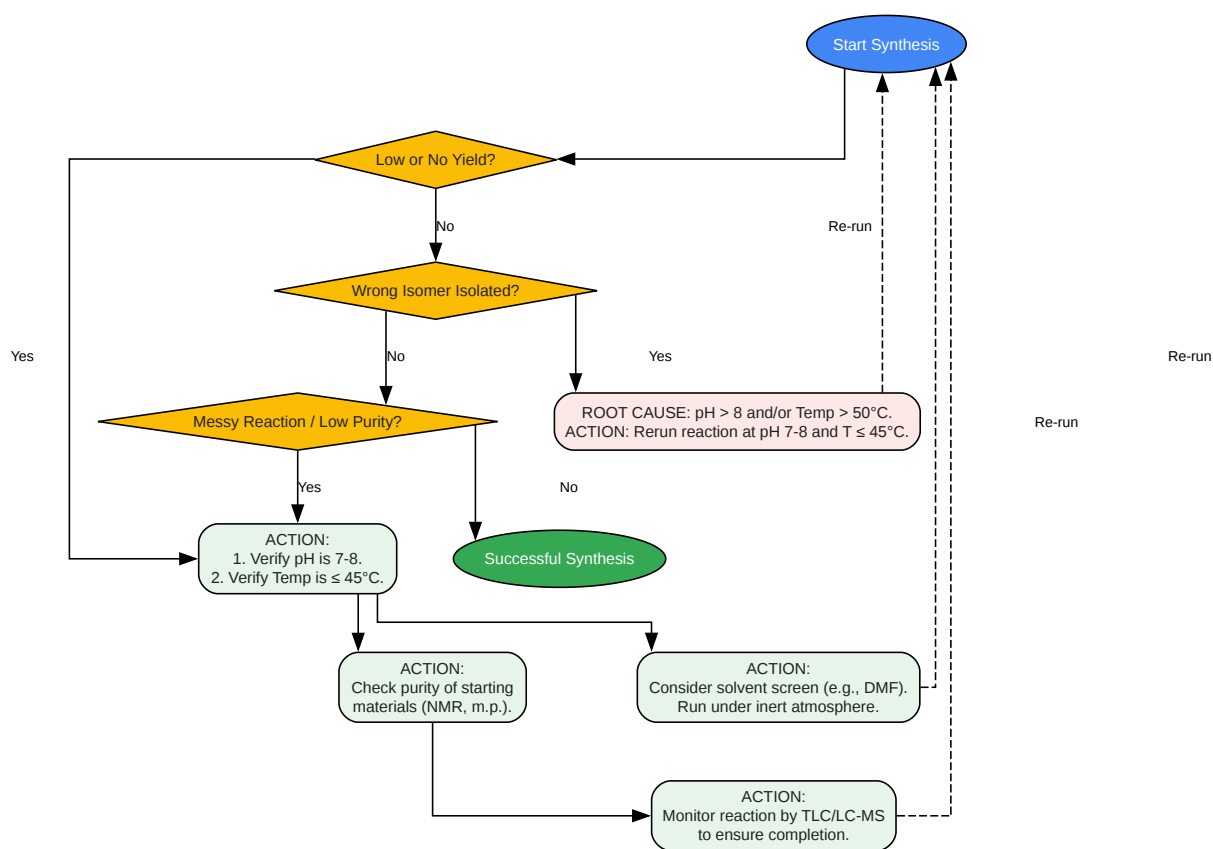 Start Synthesis
Low or No Yield?
No
Re-run
Wrong Isomer Isolated?
Yes
No
Yes
Re-run
ROOT CAUSE: pH > 8 and/or Temp > 50°C.
ACTION: Rerun reaction at pH 7-8 and T ≤ 45°C.
Messy Reaction / Low Purity?
Re-run
Yes
No
ACTION:
1. Verify pH is 7-8.
2. Verify Temp is ≤ 45°C.
Successful Synthesis
ACTION:
Check purity of starting
materials (NMR, m.p.).
ACTION:
Consider solvent screen (e.g., DMF).
Run under inert atmosphere.
ACTION:
Monitor reaction by TLC/LC-MS
to ensure completion.